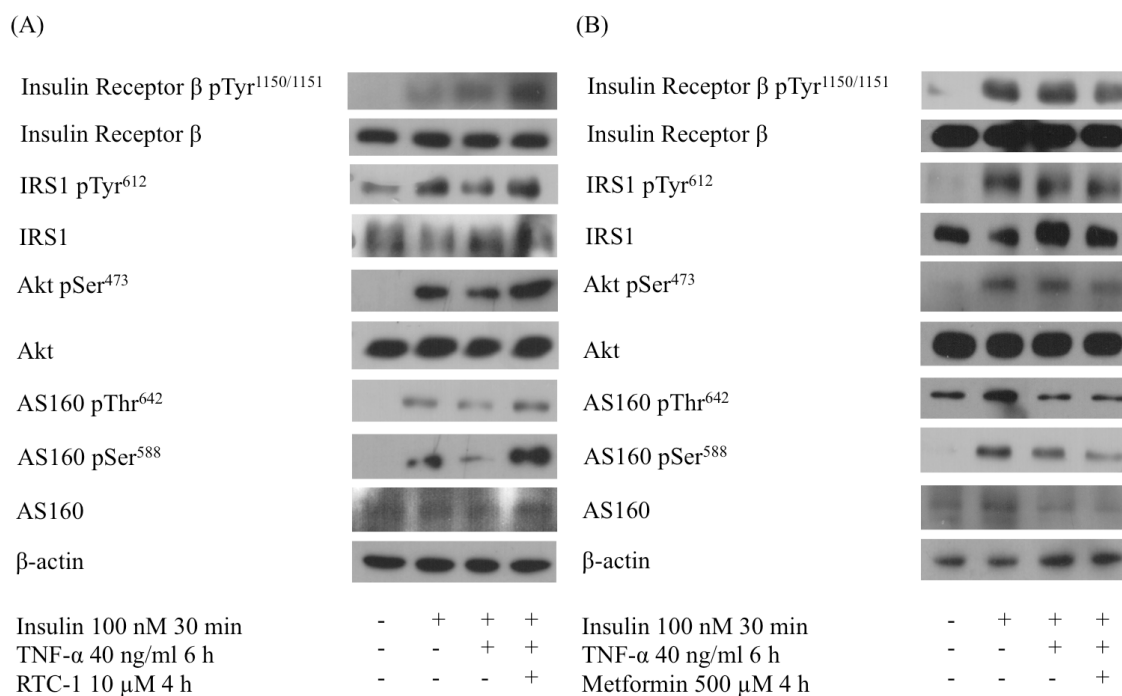 (A)
Insulin Receptor β pTyr1150/1151
Insulin Receptor β
IRS1 pTyr612
IRS1
Akt pSer473
Akt
AS160 pThr642
AS160 pSer588
AS160
β-actin
Insulin 100 nM 30 min - + + +
TNF-α 40 ng/ml 6 h - - + +
RTC-1 10 µM 4 h - - - +
(B)
Insulin Receptor β pTyr1150/1151
Insulin Receptor β
IRS1 pTyr612
IRS1
Akt pSer473
Akt
AS160 pThr642
AS160 pSer588
AS160
β-actin
Insulin 100 nM 30 min - + + +
TNF-α 40 ng/ml 6 h - - + +
Metformin 500 µM 4 h - - - +